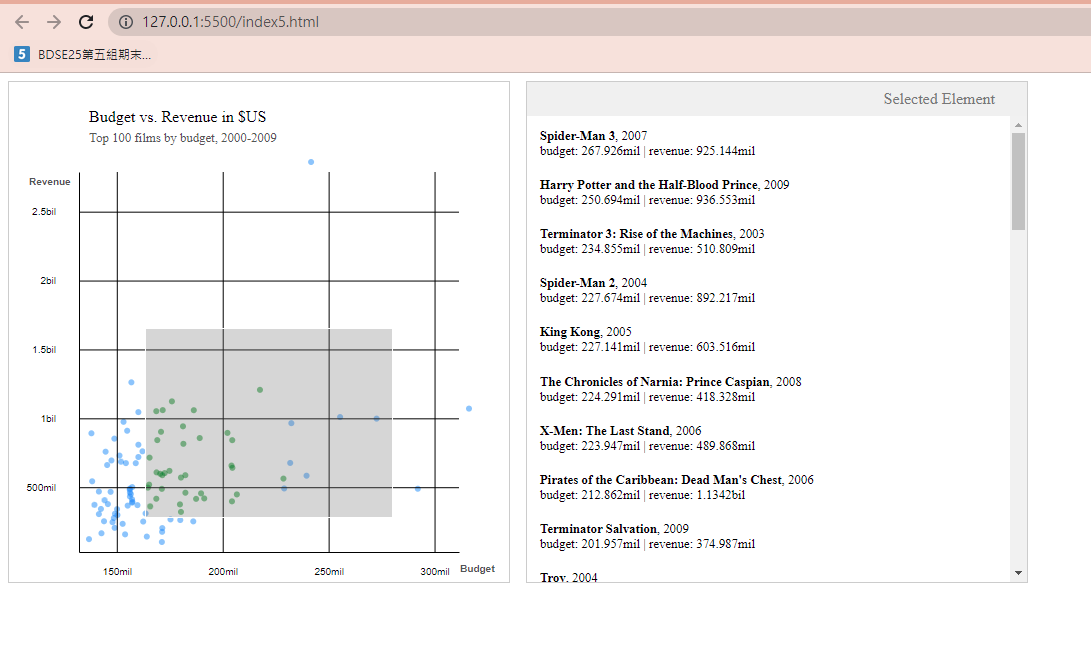 127.0.0.1:5500/index5.html
5 BDSE25第五組期末...
Budget vs. Revenue in $US
Top 100 films by budget, 2000-2009
Revenue
2.5bil
2bil
1.5bil
1bil
500mil
150mil
200mil
250mil
300mil
Budget
Selected Element
Spider-Man 3, 2007
budget: 267.926mil | revenue: 925.144mil
Harry Potter and the Half-Blood Prince, 2009
budget: 250.694mil | revenue: 936.553mil
Terminator 3: Rise of the Machines, 2003
budget: 234.855mil | revenue: 510.809mil
Spider-Man 2, 2004
budget: 227.674mil | revenue: 892.217mil
King Kong, 2005
budget: 227.141mil | revenue: 603.516mil
The Chronicles of Narnia: Prince Caspian, 2008
budget: 224.291mil | revenue: 418.328mil
X-Men: The Last Stand, 2006
budget: 223.947mil | revenue: 489.868mil
Pirates of the Caribbean: Dead Man's Chest, 2006
budget: 212.862mil | revenue: 1.1342bil
Terminator Salvation, 2009
budget: 201.957mil | revenue: 374.987mil
Troy, 2004